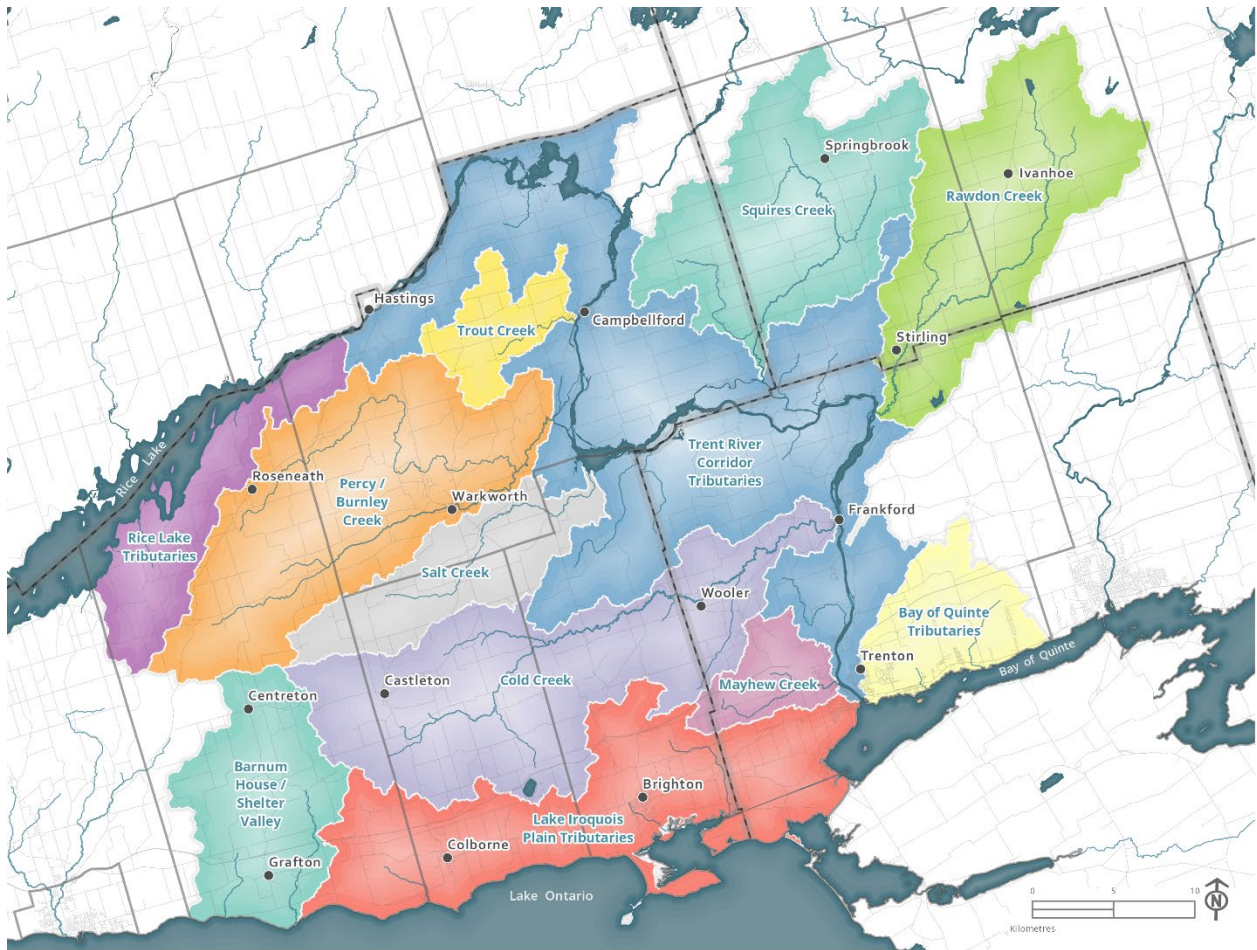 Springbrook
Ivanhoe
Rawdon Creek
Squires Creek
Hastings
Trout Creek
Campbellford
Stirling
Rice Lake
Roseneath
Percy /
Burnley
Creek
Warkworth
Trent River
Corridor
Tributaries
Frankford
Rice Lake
Tributaries
Salt Creek
Wooler
Bay of Quinte
Tributaries
Trenton
Bay of Quinte
Centreton
Castleton
Cold Creek
Mayhew Creek
Barnum
House /
Shelter
Valley
Brighton
Lake Iroquois
Plain Tributaries
Colborne
Grafton
Lake Ontario
0 5 10
Kilometres
N